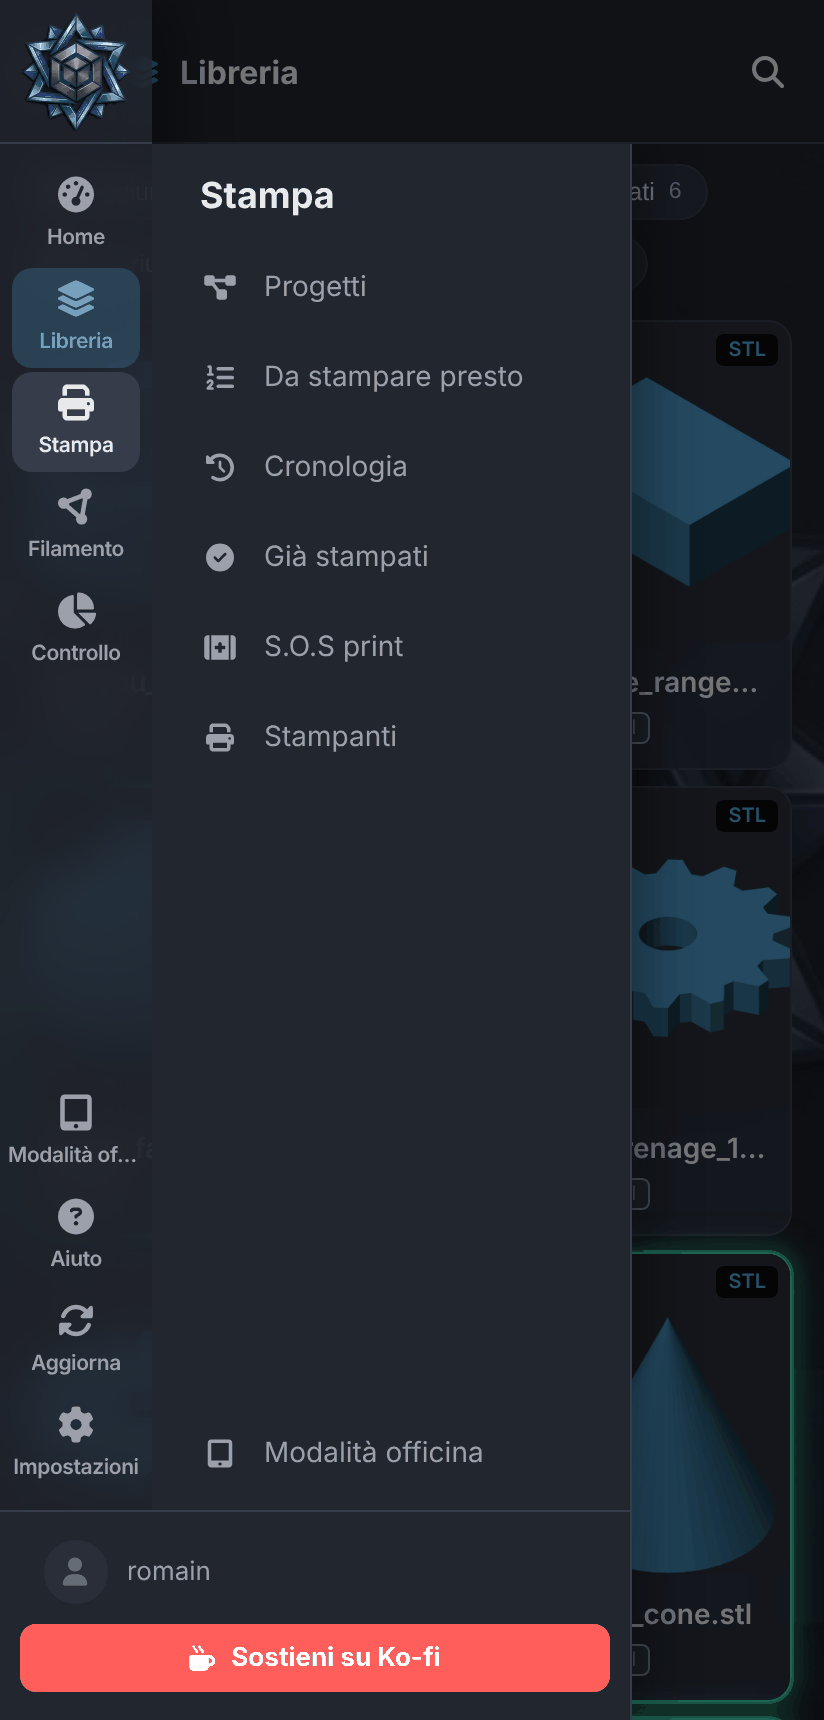 Libreria
Home
Libreria
Stampa
Filamento
Controllo
Modalità of...
Aiuto
Aggiorna
Impostazioni
Stampa
Progetti
Da stampare presto
Cronologia
Già stampati
S.O.S print
Stampanti
Modalità officina
romain
Sostieni su Ko-fi
ati 6
STL
e_range...
STL
renage_1...
STL
_cone.stl